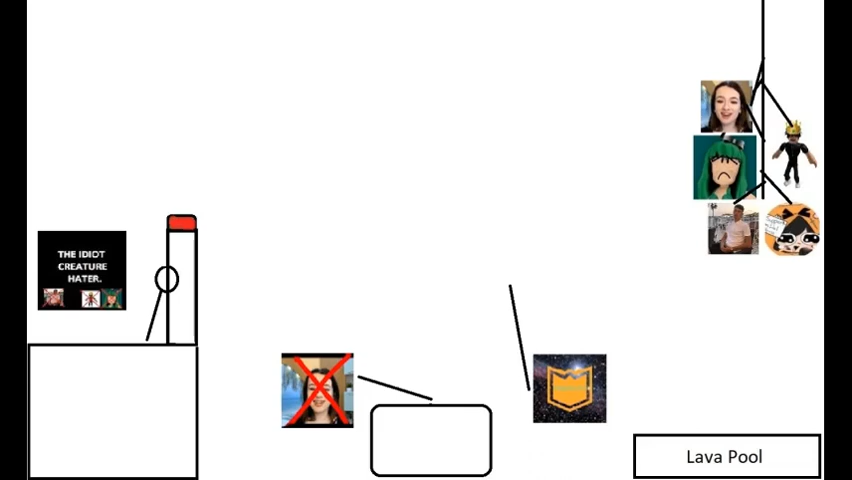 THE IDIOT
CREATURE
HATER.
Lava Pool